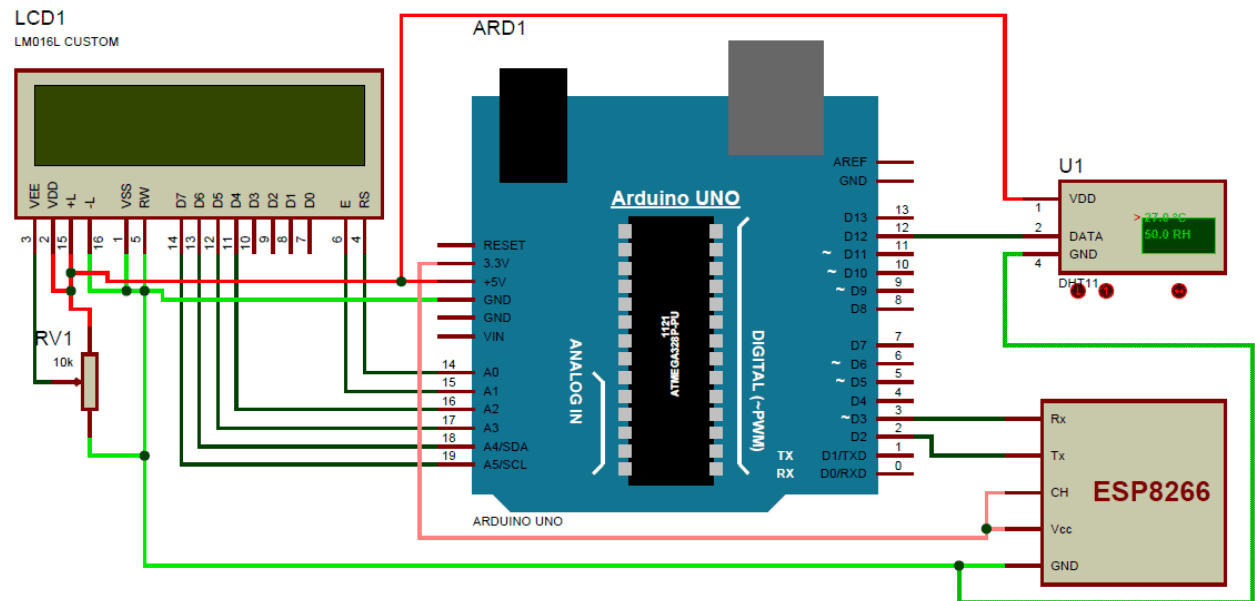 LCD1
LM016L CUSTOM
VEE
VDD
+L
-L
VSS
RW
D7
D6
D5
D4
D3
D2
D1
D0
E
RS
3
2
15
16
1
5
14
13
12
11
10
9
8
7
6
4
RV1
10k
ARD1
Arduino UNO
RESET
3.3V
+5V
GND
GND
VIN
14 A0
15 A1
16 A2
17 A3
18 A4/SDA
19 A5/SCL
ANALOG IN
1121
ATMEGA328P-PU
DIGITAL (~PWM)
AREF
GND
D13 13
D12 12
~ D11 11
~ D10 10
~ D9 9
D8 8
D7 7
~ D6 6
~ D5 5
D4 4
~D3 3
D2 2
TX D1/TXD 1
RX D0/RXD 0
ARDUINO UNO
U1
1 VDD
2 DATA
4 GND
> 27.0 °C
50.0 RH
DHT11
Rx
Tx
CH
Vcc
GND
ESP8266